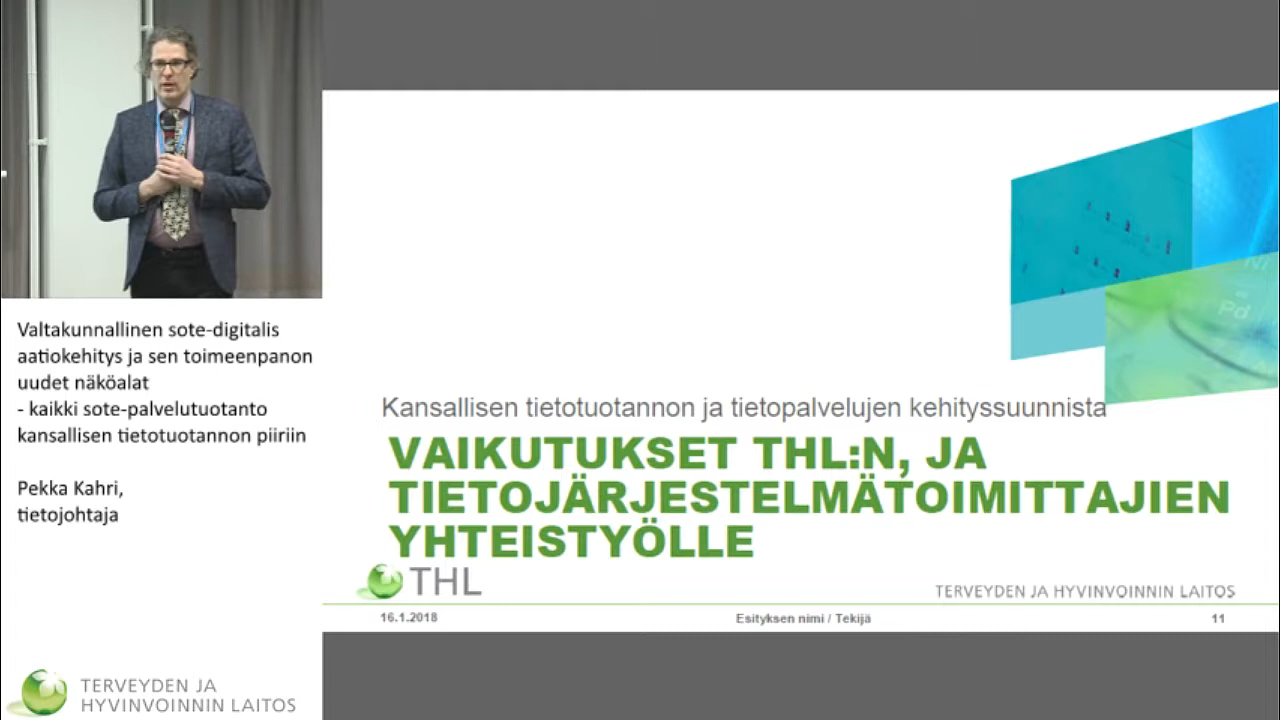 Valtakunnallinen sote-digitalis
aatiokehitys ja sen toimeenpanon
uudet näköalat
- kaikki sote-palvelutuotanto
kansallisen tietotuotannon piiriin
Pekka Kahri,
tietojohtaja
TERVEYDEN JA
HYVINVOINNIN LAITOS
Ni
Pd
Kansallisen tietotuotannon ja tietopalvelujen kehityssuunnista
VAIKUTUKSET THL:N, JA
TIETOJÄRJESTELMÄTOIMITTAJIEN
YHTEISTYÖLLE
THL
TERVEYDEN JA HYVINVOINNIN LAITOS
16.1.2018
Esityksen nimi / Tekijä
11